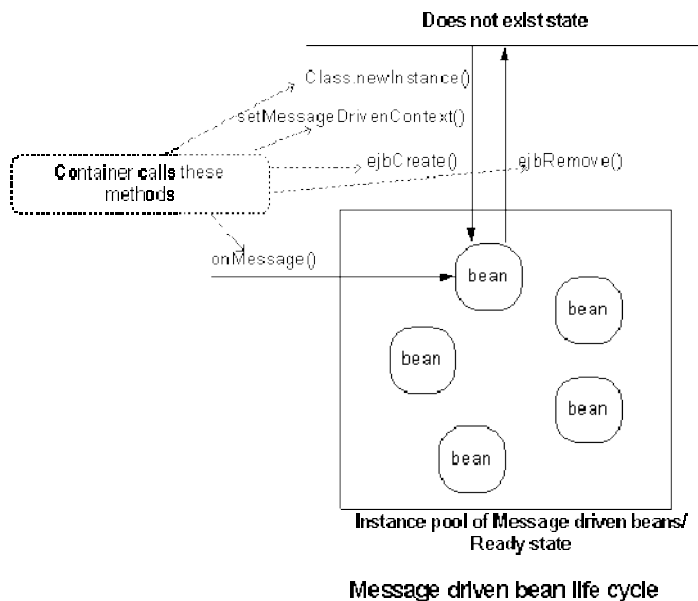 Does not exist state
Class.newInstance()
setMessageDrivenContext()
ejbCreate()
ejbRemove()
Container calls these
methods
onMessage()
bean
bean
bean
bean
bean
Instance pool of Message driven beans/
Ready state
Message driven bean life cycle